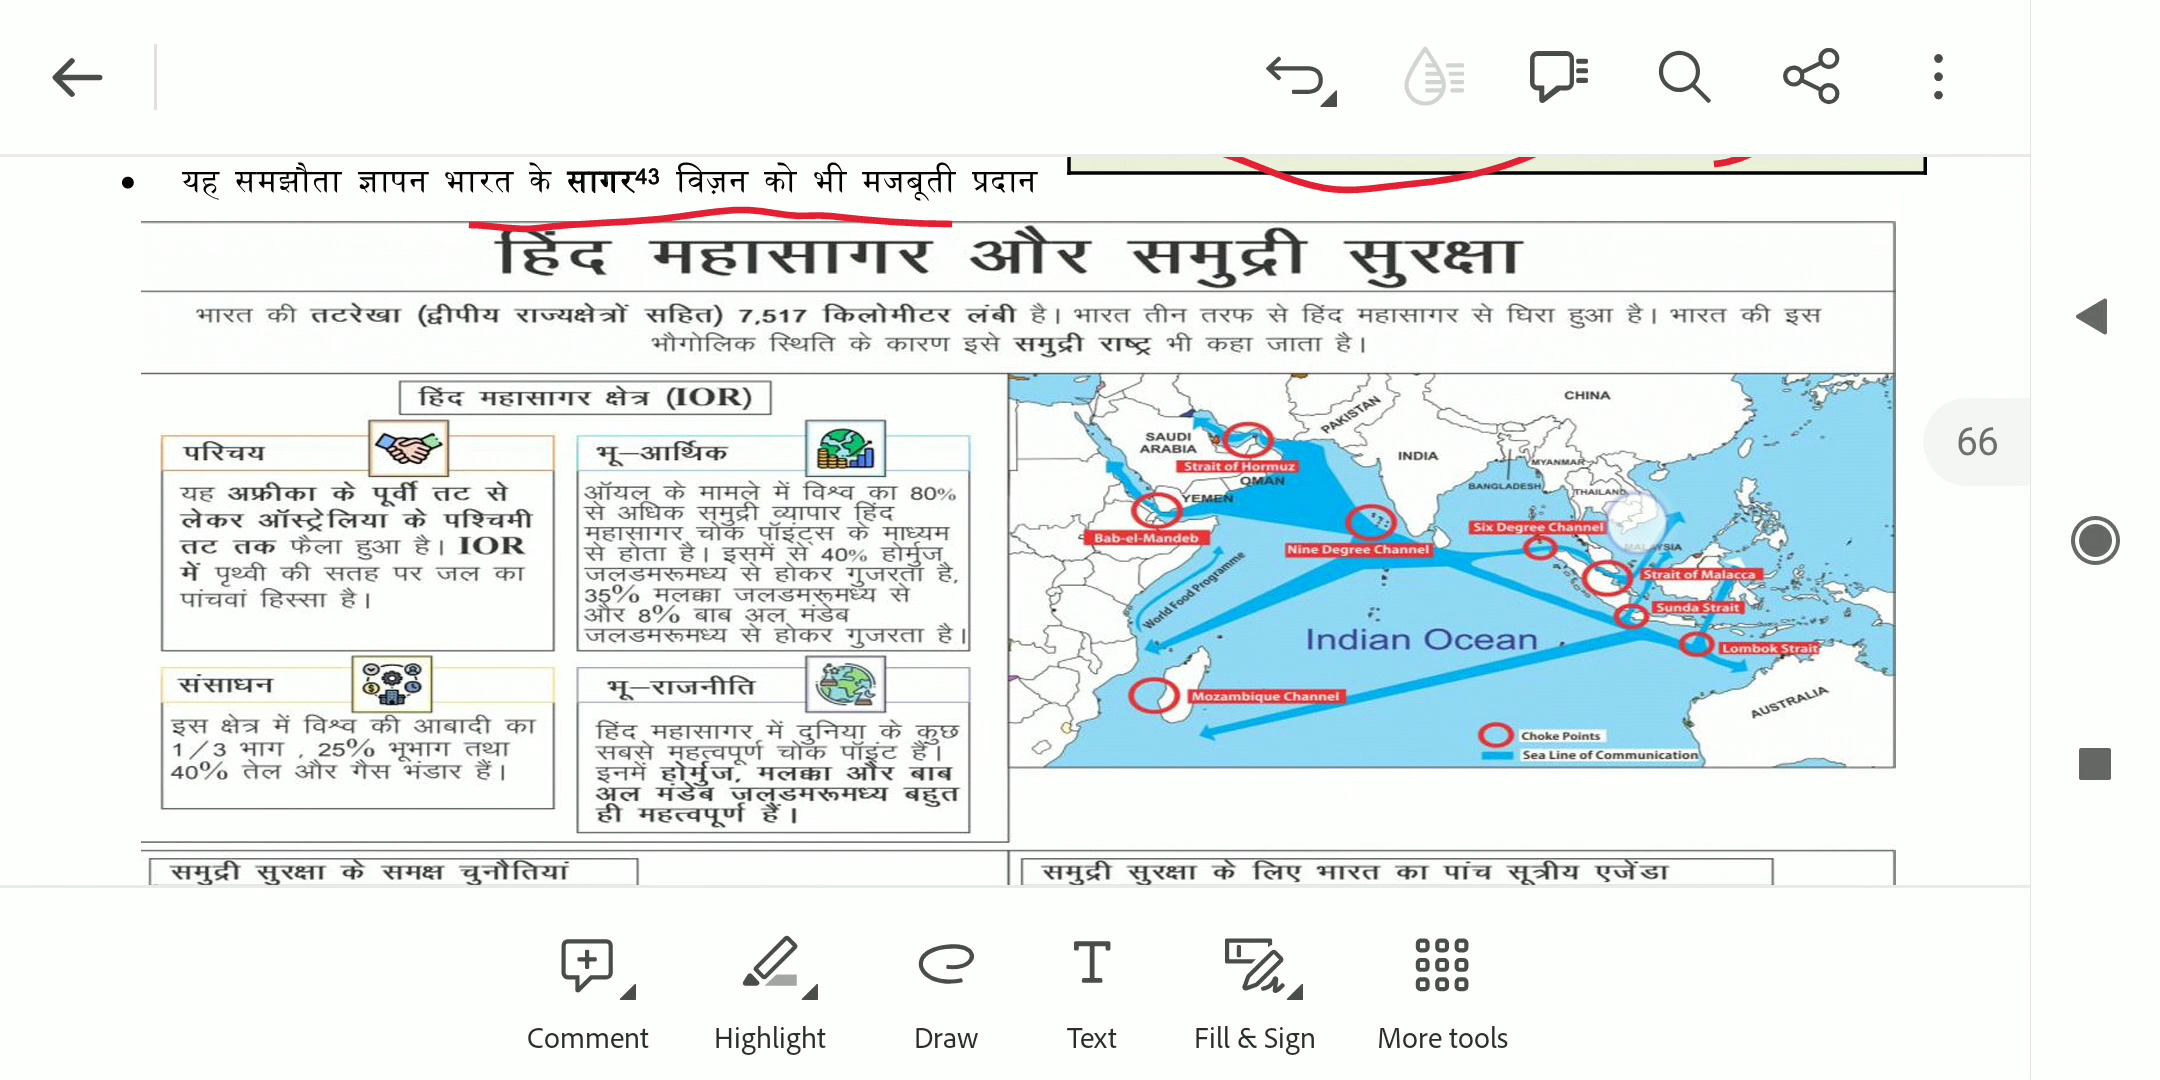 • यह समझौता ज्ञापन भारत के सागर43 विज़न को भी मजबूती प्रदान
हिंद महासागर और समुद्री सुरक्षा
भारत की तटरेखा (द्वीपीय राज्यक्षेत्रों सहित) 7,517 किलोमीटर लंबी है। भारत तीन तरफ से हिंद महासागर से घिरा हुआ है। भारत की इस
भौगोलिक स्थिति के कारण इसे समुद्री राष्ट्र भी कहा जाता है।
हिंद महासागर क्षेत्र (IOR)
परिचय
यह अफ्रीका के पूर्वी तट से
लेकर ऑस्ट्रेलिया के पश्चिमी
तट तक फैला हुआ है। IOR
में पृथ्वी की सतह पर जल का
पांचवां हिस्सा है।
भू–आर्थिक
ऑयल के मामले में विश्व का 80%
से अधिक समुद्री व्यापार हिंद
महासागर चोक पॉइंट्स के माध्यम
से होता है। इसमें से 40% होर्मुज
जलडमरूमध्य से होकर गुजरता है,
35% मलक्का जलडमरूमध्य से
और 8% बाब अल मंडेब
जलडमरूमध्य से होकर गुजरता है।
संसाधन
इस क्षेत्र में विश्व की आबादी का
1/3 भाग , 25% भूभाग तथा
40% तेल और गैस भंडार हैं।
भू–राजनीति
हिंद महासागर में दुनिया के कुछ
सबसे महत्वपूर्ण चोक पॉइंट हैं।
इनमें होर्मुज, मलक्का और बाब
अल मंडेब जलडमरूमध्य बहुत
ही महत्वपूर्ण हैं।
CHINA
PAKISTAN
SAUDI
ARABIA
INDIA
Strait of Hormuz
OMAN
MYANMAR
BANGLADESH
THAILAND
YEMEN
Bab-el-Mandeb
Nine Degree Channel
Six Degree Channel
MALAYSIA
World Food Programme
Strait of Malacca
Sunda Strait
Indian Ocean
Lombok Strait
Mozambique Channel
AUSTRALIA
Choke Points
Sea Line of Communication
66
समुद्री सुरक्षा के समक्ष चुनौतियां
समुद्री सुरक्षा के लिए भारत का पांच सूत्रीय एजेंडा
Comment
Highlight
Draw
Text
Fill & Sign
More tools